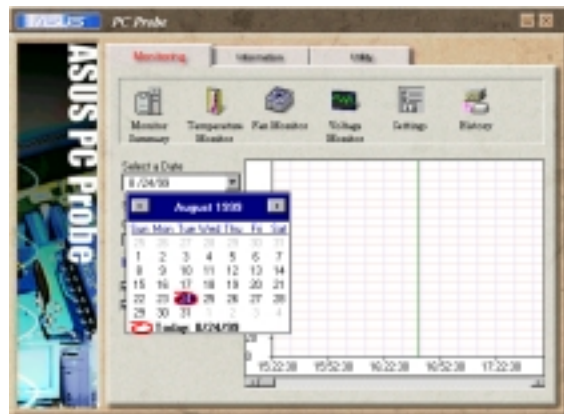 ASUS PC Probe
ASUS PC Probe
Monitoring Information Utility
Monitor Summary
Temperature Monitor
Fan Monitor
Voltage Monitor
Settings
History
Select a Date
8/24/99
August 1999
Sun Mon Tue Wed Thu Fri Sat
25 26 27 28 29 30 31
1 2 3 4 5 6 7
8 9 10 11 12 13 14
15 16 17 18 19 20 21
22 23 24 25 26 27 28
29 30 31 1 2 3 4
Today: 8/24/99
20
0
15:22:38 15:52:38 16:22:38 16:52:38 17:22:38